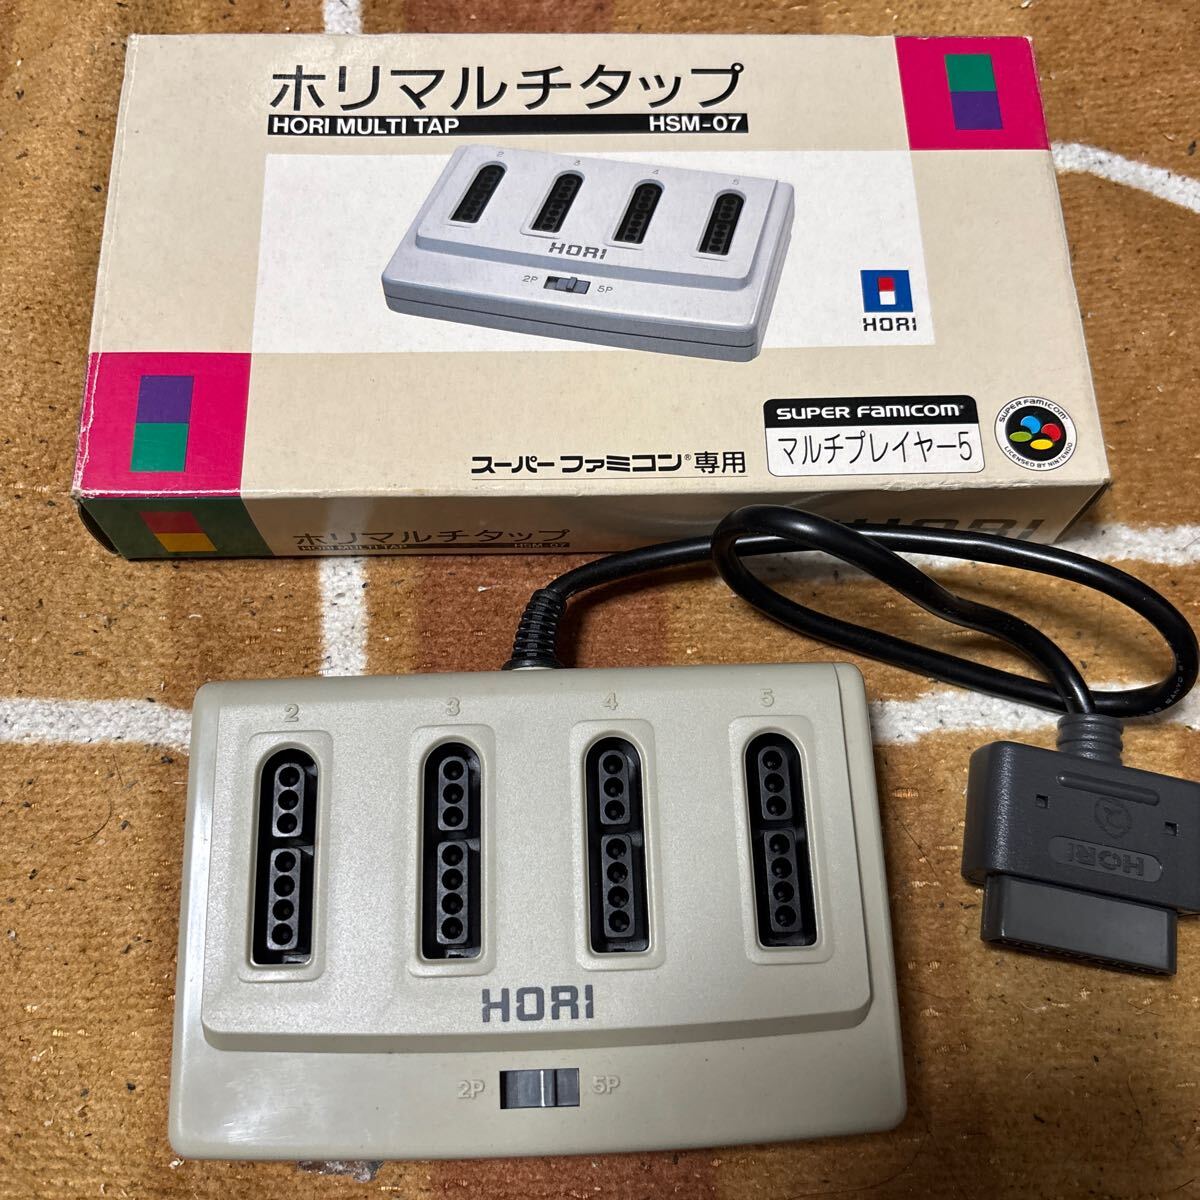 ホリマルチタップ
HORI MULTI TAP HSM-07
2 3 4 5
HORI
2P 5P
HORI
SUPER FAMICOM
マルチプレイヤー5
スーパーファミコン®専用
SUPER FAMICOM
LICENSED BY NINTENDO
ホリマルチタップ
HORI MULTI TAP HSM-07
HORI
2 3 4 5
HORI
2P 5P
HORI